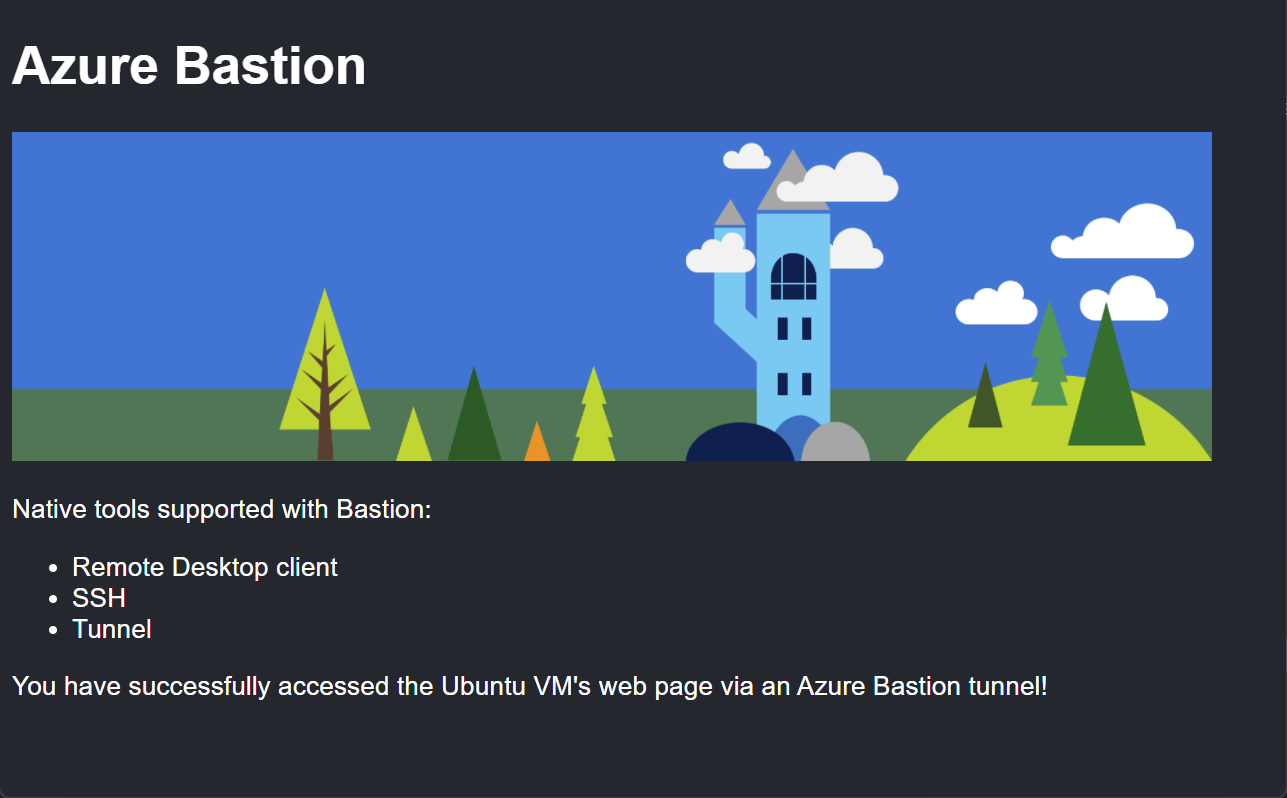 Azure Bastion
Native tools supported with Bastion:
Remote Desktop client
SSH
Tunnel
You have successfully accessed the Ubuntu VM's web page via an Azure Bastion tunnel!